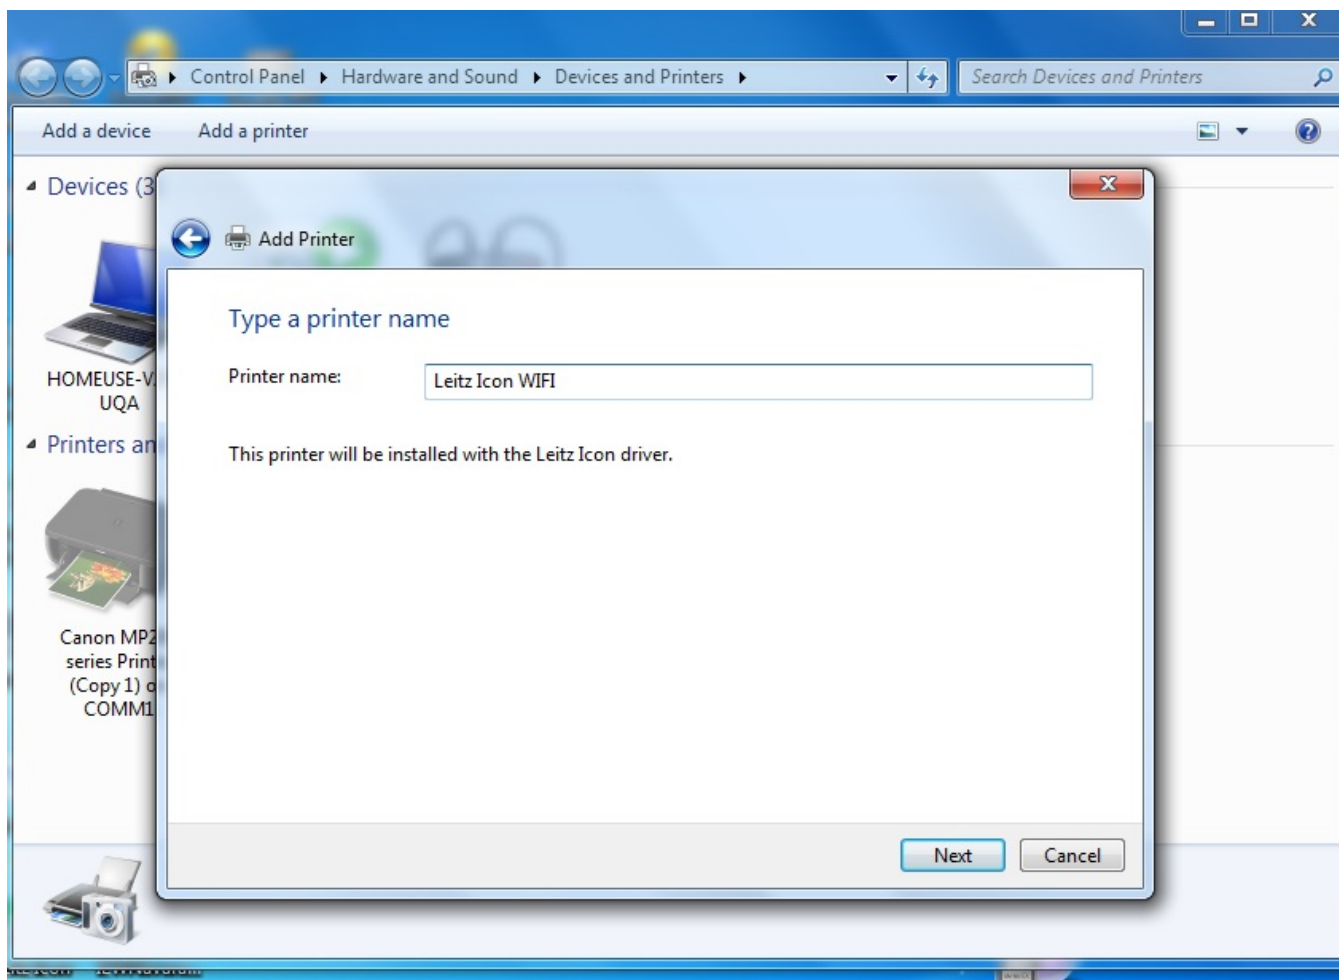 Control Panel Hardware and Sound Devices and Printers Search Devices and Printers
Add a device Add a printer
Devices (3
Add Printer
Type a printer name
Printer name: Leitz Icon WIFI
This printer will be installed with the Leitz Icon driver.
HOMEUSE-V
UQA
Printers an
Canon MP2
series Print
(Copy 1) o
COMM1
Next Cancel